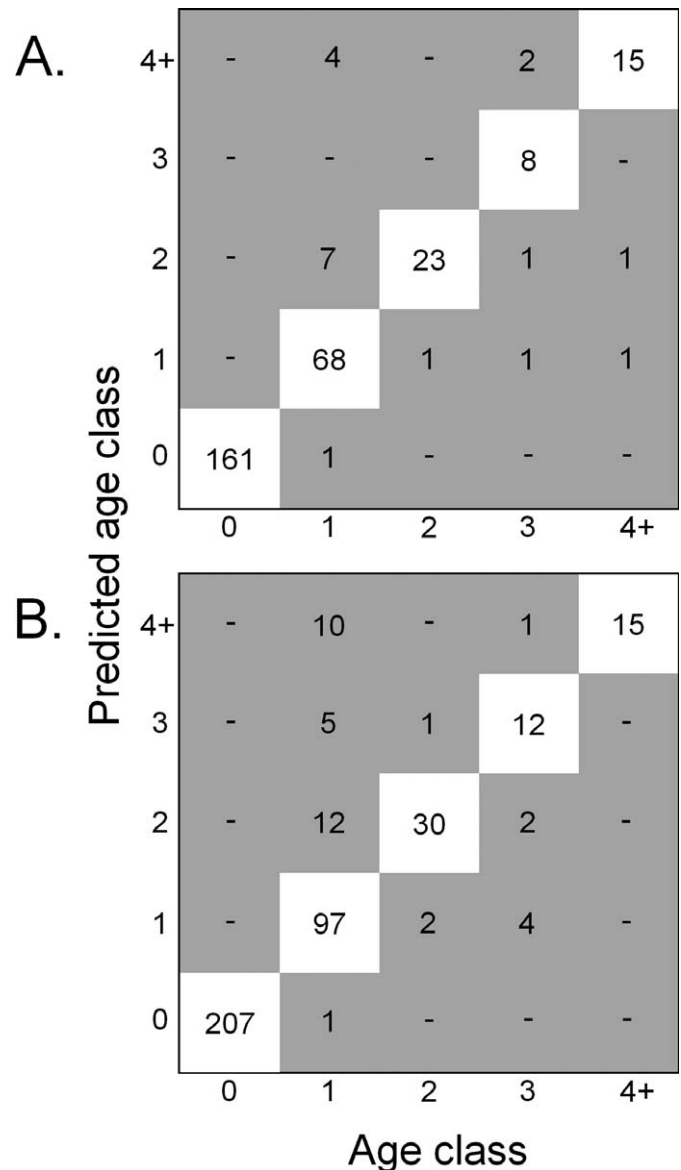 A.
Predicted age class
4+ - 4 - 2 15
3 - - - 8 -
2 - 7 23 1 1
1 - 68 1 1 1
0 161 1 - - -
0 1 2 3 4+
B.
4+ - 10 - 1 15
3 - 5 1 12 -
2 - 12 30 2 -
1 - 97 2 4 -
0 207 1 - - -
0 1 2 3 4+
Age class